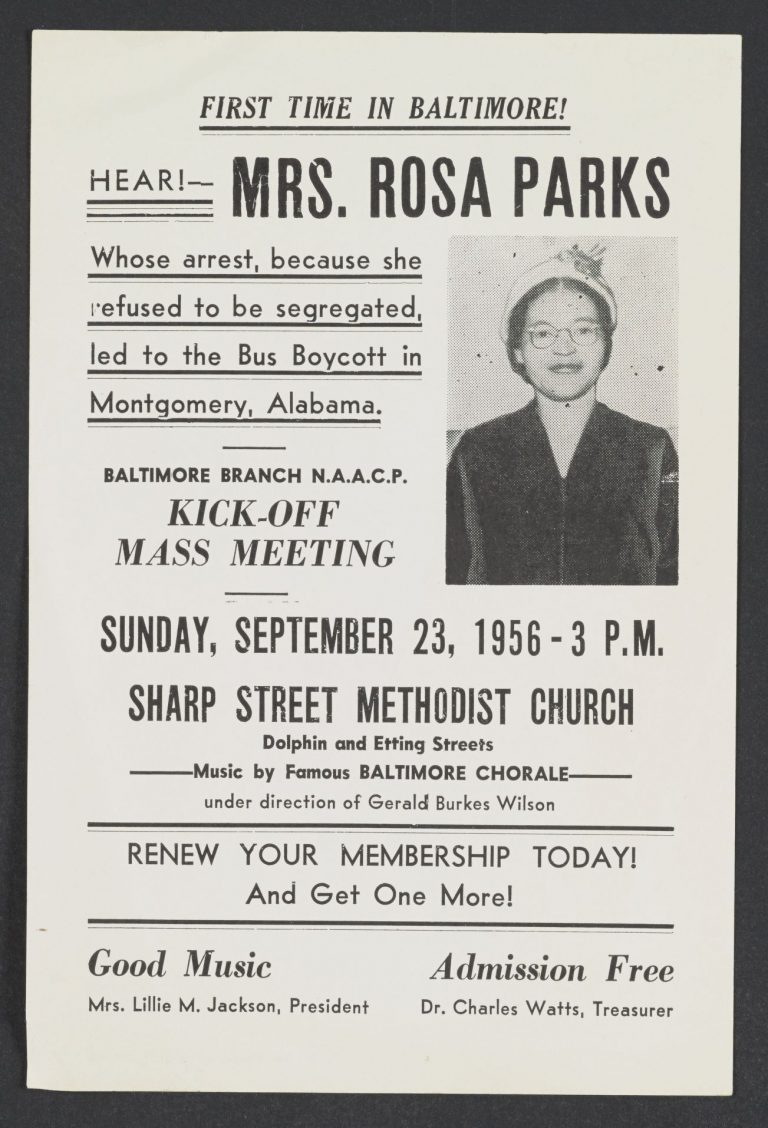 FIRST TIME IN BALTIMORE!
HEAR!— MRS. ROSA PARKS
Whose arrest, because she
refused to be segregated,
led to the Bus Boycott in
Montgomery, Alabama.
BALTIMORE BRANCH N.A.A.C.P.
KICK-OFF
MASS MEETING
SUNDAY, SEPTEMBER 23, 1956 - 3 P.M.
SHARP STREET METHODIST CHURCH
Dolphin and Etting Streets
Music by Famous BALTIMORE CHORALE
under direction of Gerald Burkes Wilson
RENEW YOUR MEMBERSHIP TODAY!
And Get One More!
Good Music Admission Free
Mrs. Lillie M. Jackson, President Dr. Charles Watts, Treasurer